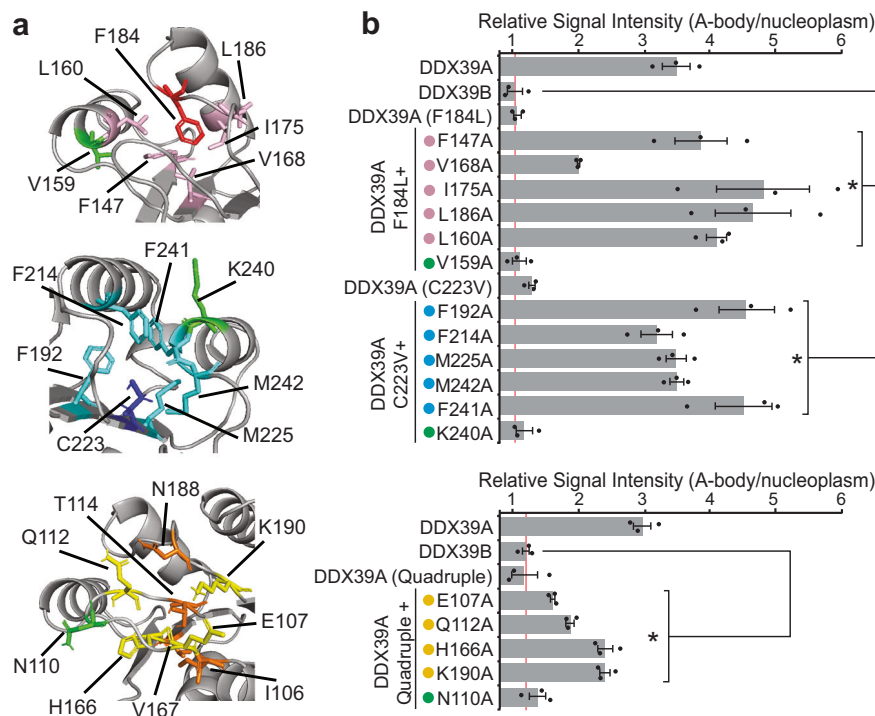 a
F184
L186
L160
I175
V168
V159
F147
F241
F214
K240
F192
M242
C223
M225
N188
T114
K190
Q112
E107
N110
H166
V167
I106
b
Relative Signal Intensity (A-body/nucleoplasm)
1 2 3 4 5 6
DDX39A
DDX39B
DDX39A (F184L)
DDX39A
F184L+
F147A
V168A
I175A
L186A
L160A
V159A
*
DDX39A (C223V)
DDX39A
C223V+
F192A
F214A
M225A
M242A
F241A
K240A
*
Relative Signal Intensity (A-body/nucleoplasm)
1 2 3 4 5 6
DDX39A
DDX39B
DDX39A (Quadruple)
DDX39A
Quadruple +
E107A
Q112A
H166A
K190A
N110A
*